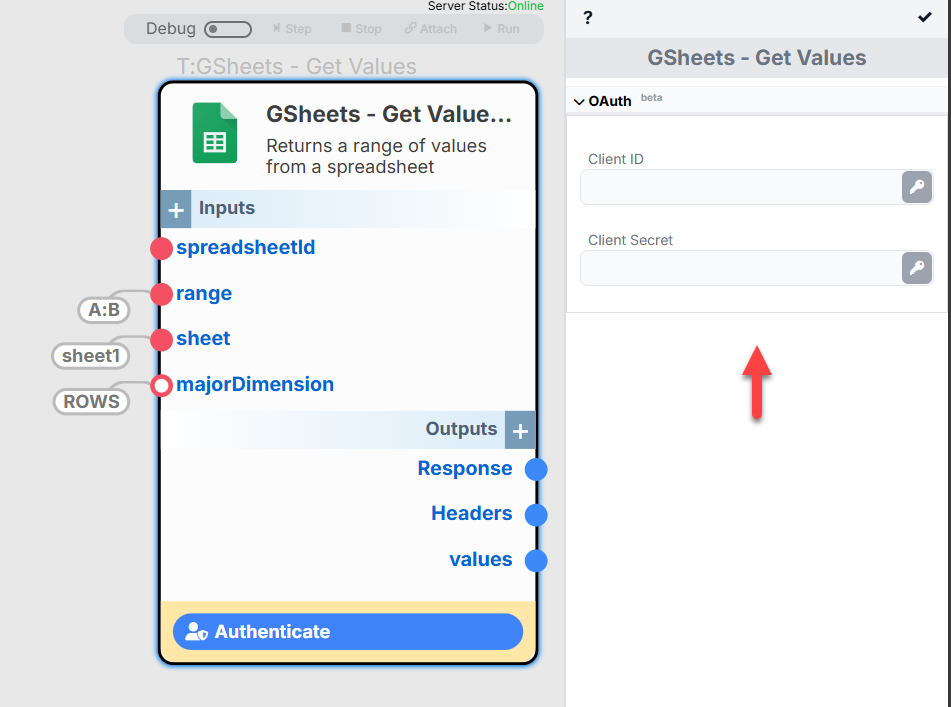 Server Status:Online
Debug Step Stop Attach Run
T:GSheets - Get Values
GSheets - Get Value...
Returns a range of values
from a spreadsheet
+ Inputs
spreadsheetId
range
A:B
sheet
sheet1
majorDimension
ROWS
Outputs +
Response
Headers
values
Authenticate
?
GSheets - Get Values
OAuth beta
Client ID
Client Secret